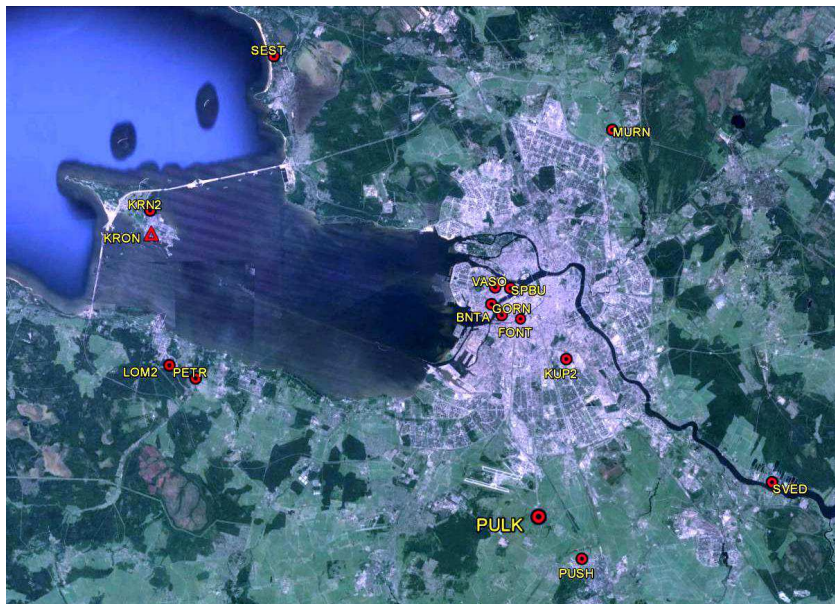 SEST
MURN
KRN2
KRON
VASO
SPBU
GORN
BNTA
FONT
LOM2
PETR
KUP2
SVED
PULK
PUSH